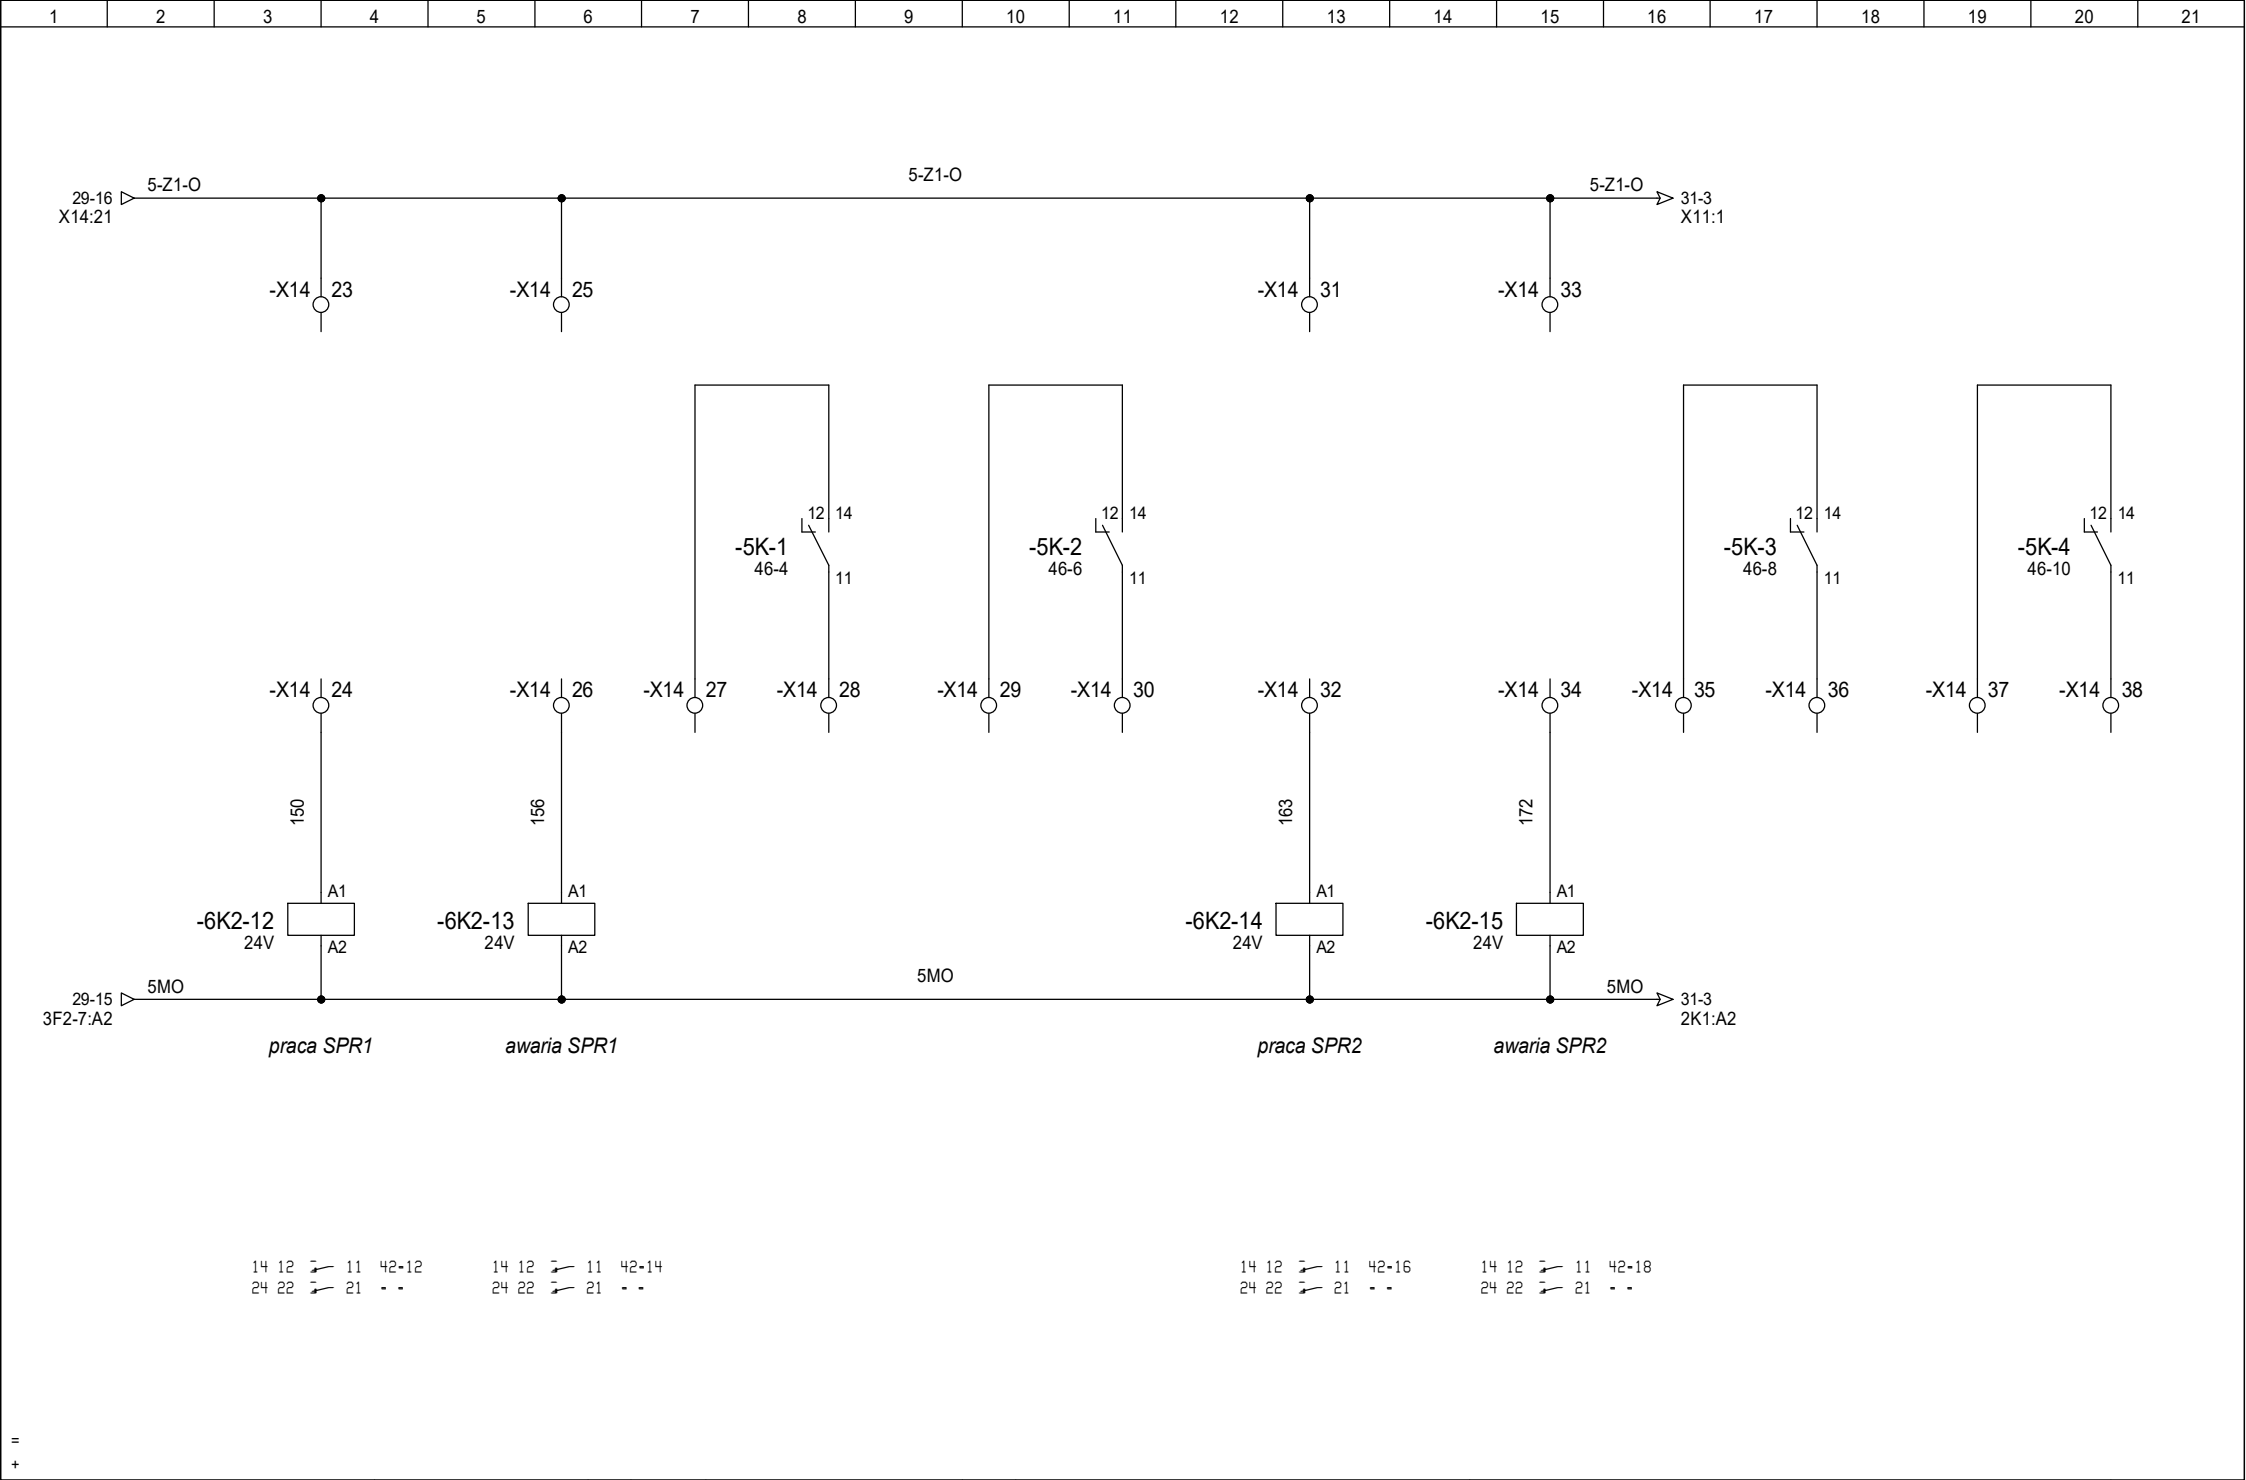 1 2 3 4 5 6 7 8 9 10 11 12 13 14 15 16 17 18 19 20 21
5-Z1-O 5-Z1-O 5-Z1-O
29-16 31-3
X14:21 X11:1
-X14 23 -X14 25 -X14 31 -X14 33
12 14 12 14 12 14 12 14
-5K-1 -5K-2 -5K-3 -5K-4
46-4 46-6 46-8 46-10
11 11 11 11
-X14 24 -X14 26 -X14 27 -X14 28 -X14 29 -X14 30 -X14 32 -X14 34 -X14 35 -X14 36 -X14 37 -X14 38
150 156 163 172
A1 A1 A1 A1
-6K2-12 -6K2-13 -6K2-14 -6K2-15
24V 24V 24V 24V
A2 A2 A2 A2
5MO 5MO 5MO
29-15 31-3
3F2-7:A2 2K1:A2
praca SPR1 awaria SPR1 praca SPR2 awaria SPR2
14 12 11 42-12 14 12 11 42-14 14 12 11 42-16 14 12 11 42-18
24 22 21 - - 24 22 21 - - 24 22 21 - - 24 22 21 - -
=
+